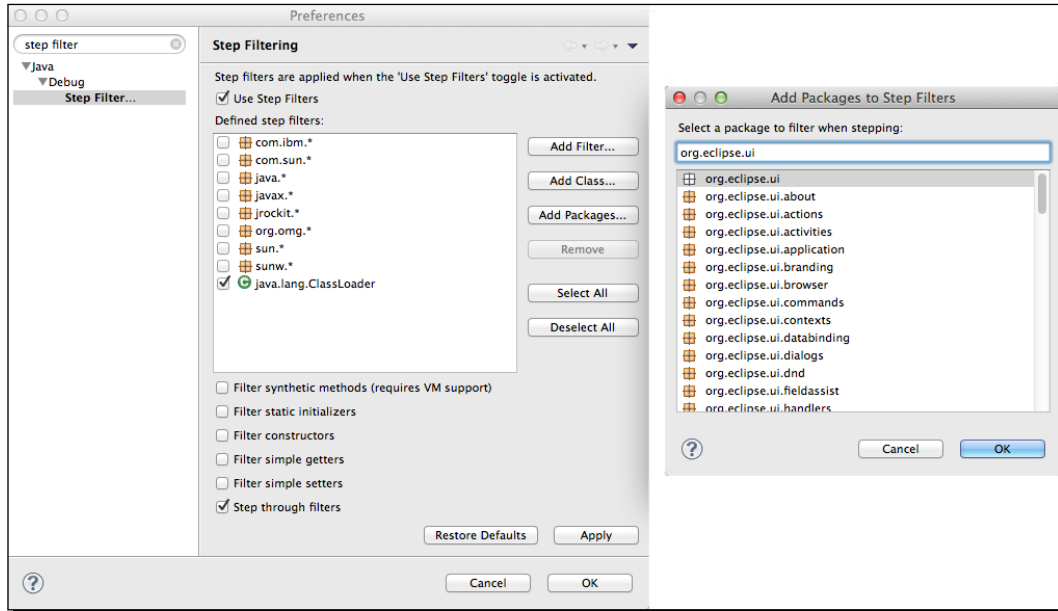 Preferences
step filter
Java
Debug
Step Filter...
Step Filtering
Step filters are applied when the 'Use Step Filters' toggle is activated.
Use Step Filters
Defined step filters:
com.ibm.*
com.sun.*
java.*
javax.*
jrockit.*
org.omg.*
sun.*
sunw.*
java.lang.ClassLoader
Add Filter...
Add Class...
Add Packages...
Remove
Select All
Deselect All
Filter synthetic methods (requires VM support)
Filter static initializers
Filter constructors
Filter simple getters
Filter simple setters
Step through filters
Restore Defaults
Apply
?
Cancel
OK
Add Packages to Step Filters
Select a package to filter when stepping:
org.eclipse.ui
org.eclipse.ui
org.eclipse.ui.about
org.eclipse.ui.actions
org.eclipse.ui.activities
org.eclipse.ui.application
org.eclipse.ui.branding
org.eclipse.ui.browser
org.eclipse.ui.commands
org.eclipse.ui.contexts
org.eclipse.ui.databinding
org.eclipse.ui.dialogs
org.eclipse.ui.dnd
org.eclipse.ui.fieldassist
org.eclipse.ui.handlers
?
Cancel
OK